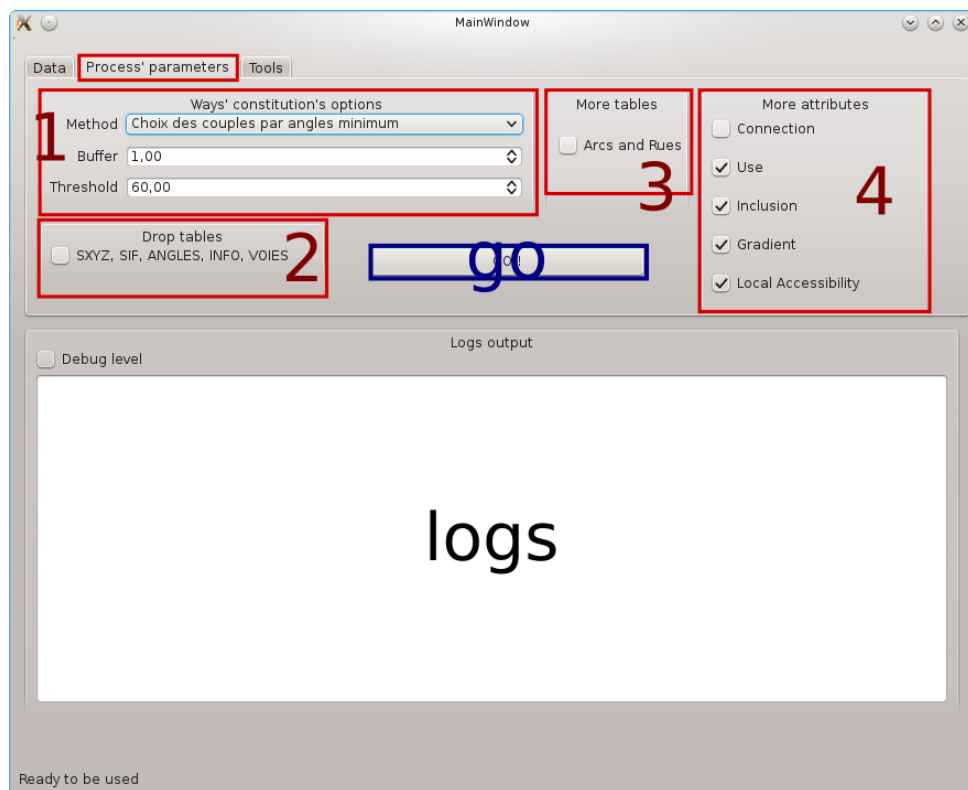 MainWindow
Data Process' parameters Tools
Ways' constitution's options
Method Choix des couples par angles minimum
Buffer 1,00
Threshold 60,00
1
More tables
Arcs and Rues
3
More attributes
Connection
Use
Inclusion
Gradient
Local Accessibility
4
Drop tables
SXYZ, SIF, ANGLES, INFO, VOIES
2
go
Logs output
Debug level
logs
Ready to be used